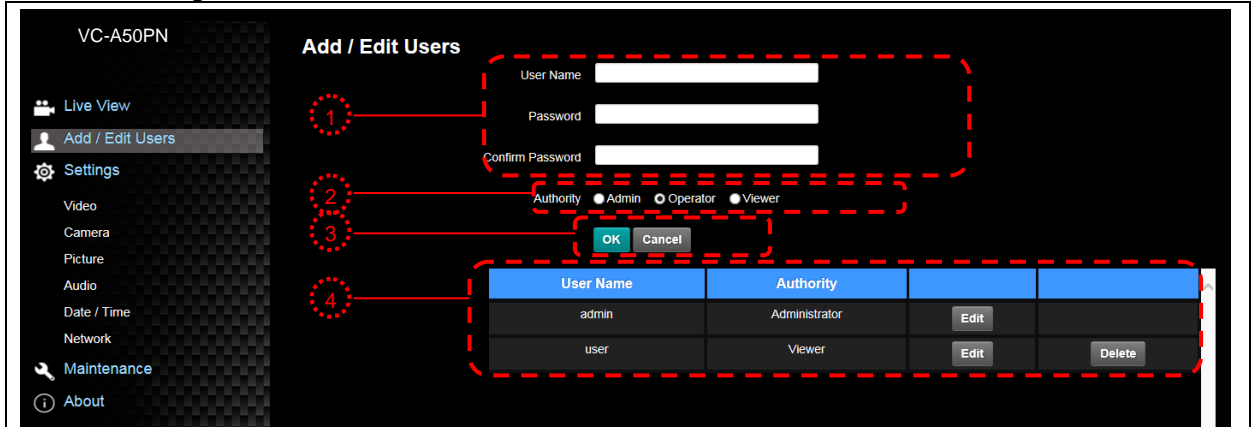 VC-A50PN
Add / Edit Users
User Name
Live View
1
Password
Add / Edit Users
Confirm Password
Settings
2
Authority Admin Operator Viewer
Video
3
OK Cancel
Camera
Picture
User Name Authority
Audio
4
Date / Time
admin Administrator Edit
Network
user Viewer Edit Delete
Maintenance
About